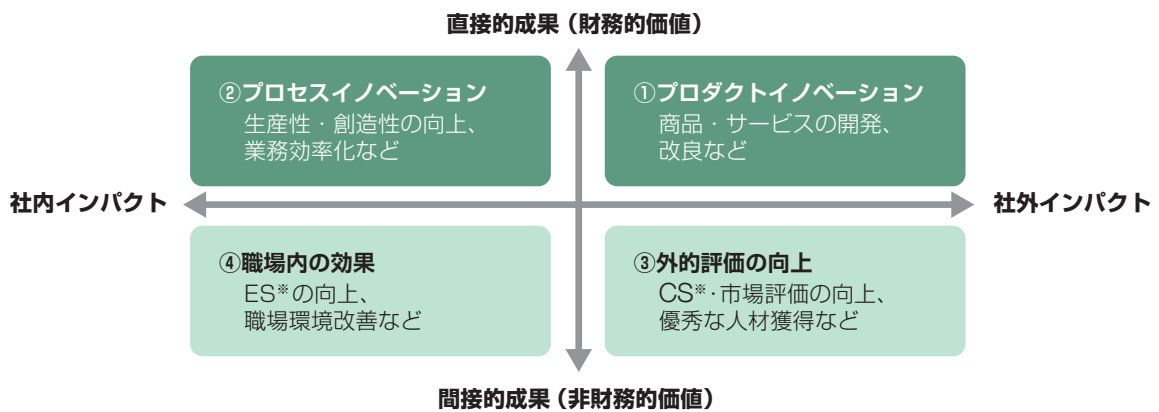 直接的成果（財務的価値）
②プロセスイノベーション
生産性・創造性の向上、
業務効率化など
①プロダクトイノベーション
商品・サービスの開発、
改良など
社内インパクト
社外インパクト
④職場内の効果
ES※の向上、
職場環境改善など
③外的評価の向上
CS※・市場評価の向上、
優秀な人材獲得など
間接的成果（非財務的価値）